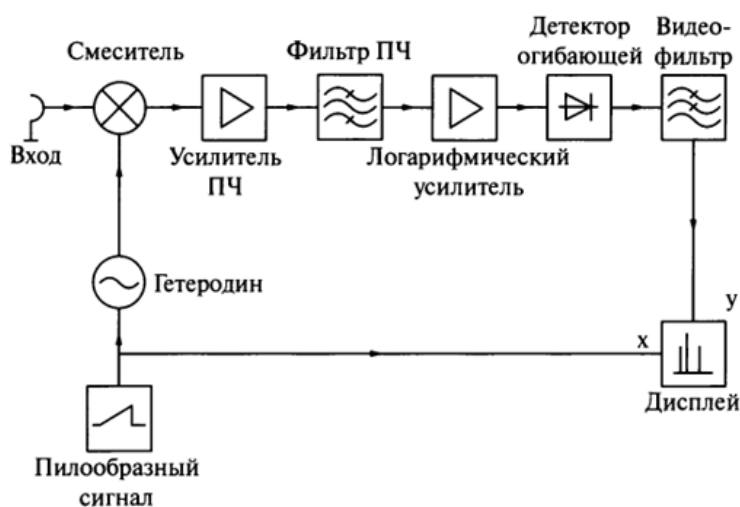 Смеситель
Фильтр ПЧ
Детектор
огибающей
Видео-
фильтр
Вход
Усилитель
ПЧ
Логарифмический
усилитель
Гетеродин
y
x
Дисплей
Пилообразный
сигнал